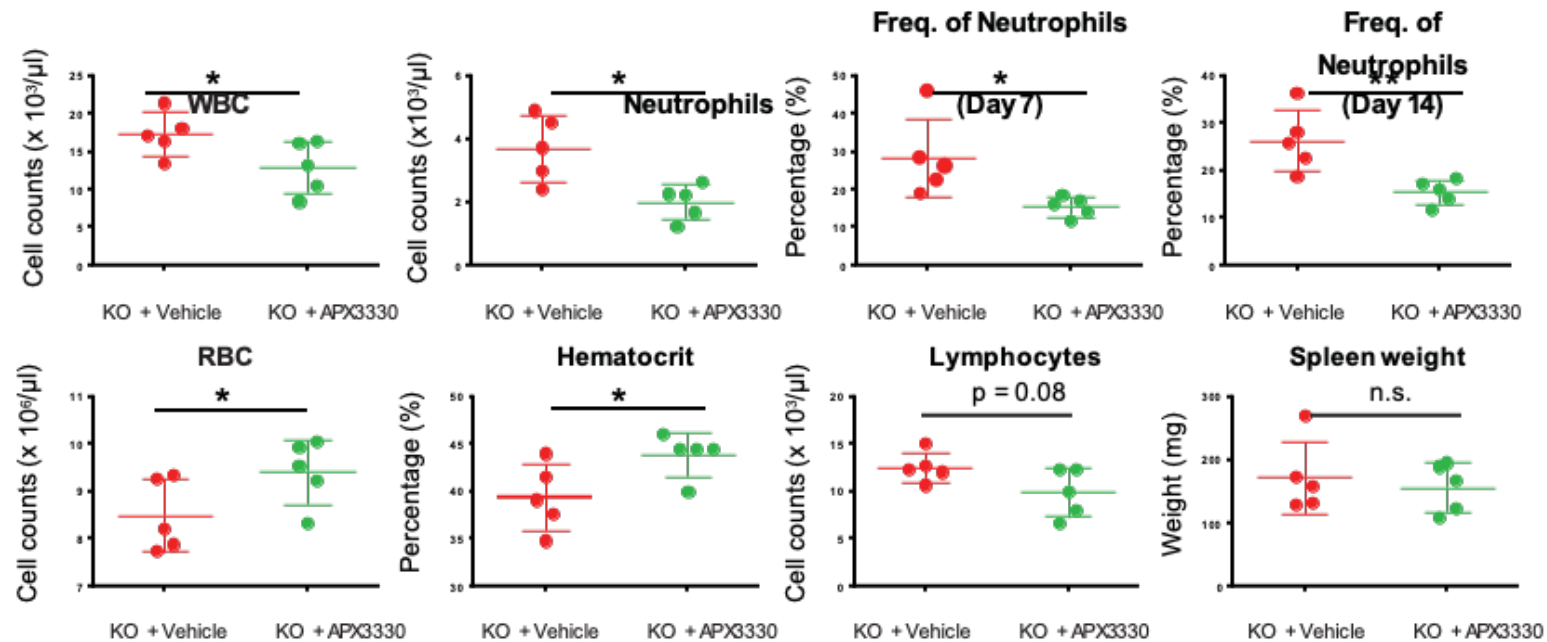 Freq. of Neutrophils
(Day 7)
Freq. of
Neutrophils
(Day 14)
WBC
Neutrophils
*
*
*
**
Cell counts (x 10³/µl)
25
20
15
10
5
0
KO + Vehicle
KO + APX3330
Cell counts (x10³/µl)
6
4
2
0
KO + Vehicle
KO + APX3330
Percentage (%)
50
40
30
20
10
0
KO + Vehicle
KO + APX3330
Percentage (%)
40
30
20
10
0
KO + Vehicle
KO + APX3330
RBC
*
Cell counts (x 10⁶/µl)
11
10
9
8
7
KO + Vehicle
KO + APX3330
Hematocrit
*
Percentage (%)
50
45
40
35
30
KO + Vehicle
KO + APX3330
Lymphocytes
p = 0.08
Cell counts (x 10³/µl)
20
15
10
5
0
KO + Vehicle
KO + APX3330
Spleen weight
n.s.
Weight (mg)
300
200
100
0
KO + Vehicle
KO + APX3330